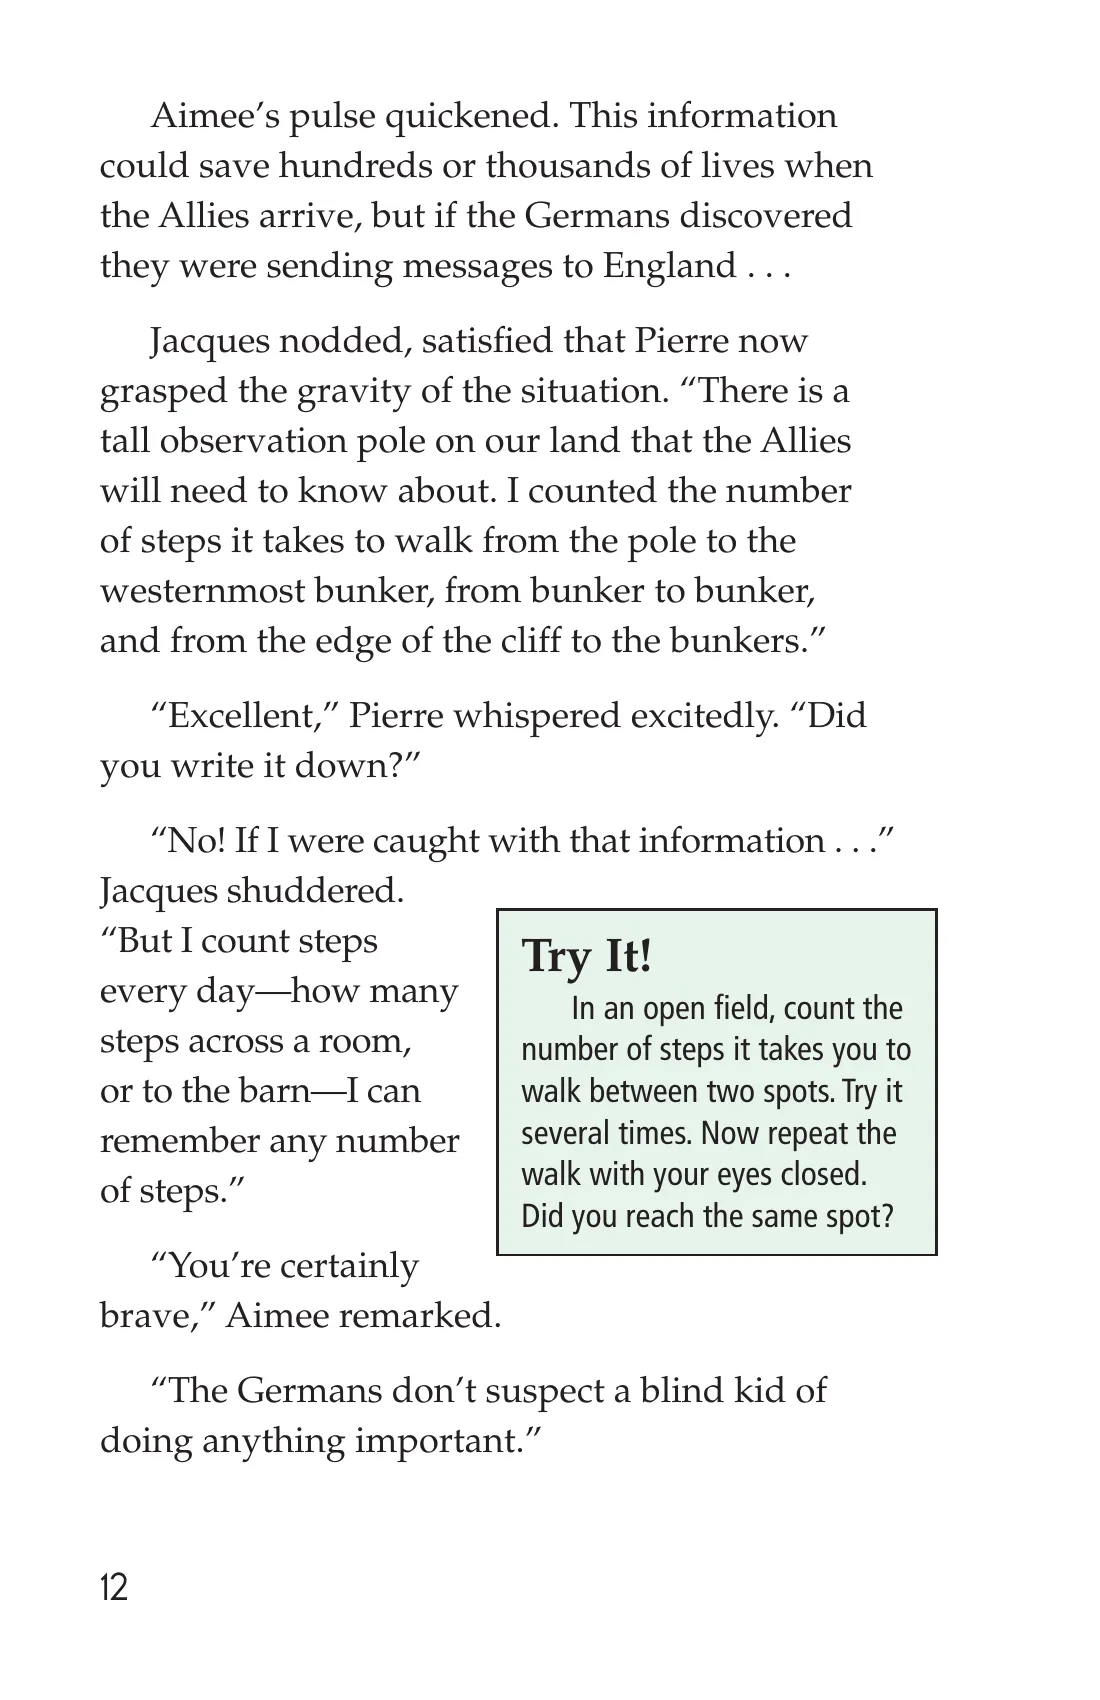 Aimee’s pulse quickened. This information
could save hundreds or thousands of lives when
the Allies arrive, but if the Germans discovered
they were sending messages to England . . .
Jacques nodded, satisfied that Pierre now
grasped the gravity of the situation. “There is a
tall observation pole on our land that the Allies
will need to know about. I counted the number
of steps it takes to walk from the pole to the
westernmost bunker, from bunker to bunker,
and from the edge of the cliff to the bunkers.”
“Excellent,” Pierre whispered excitedly. “Did
you write it down?”
“No! If I were caught with that information . . .”
Jacques shuddered.
“But I count steps
every day—how many
steps across a room,
or to the barn—I can
remember any number
of steps.”
Try It!
In an open field, count the
number of steps it takes you to
walk between two spots. Try it
several times. Now repeat the
walk with your eyes closed.
Did you reach the same spot?
“You’re certainly
brave,” Aimee remarked.
“The Germans don’t suspect a blind kid of
doing anything important.”
12